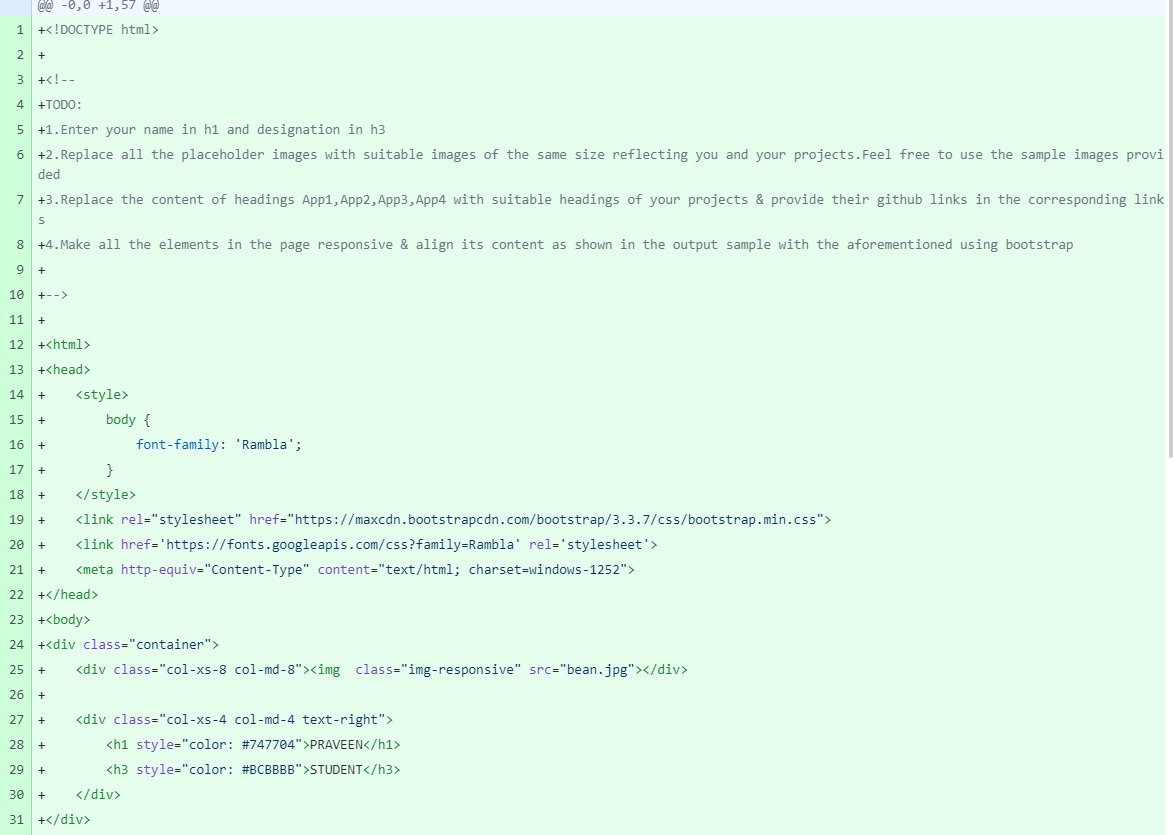 @@ -0,0 +1,57 @@
1 +<!DOCTYPE html>
2 +
3 +<!--
4 +TODO:
5 +1.Enter your name in h1 and designation in h3
6 +2.Replace all the placeholder images with suitable images of the same size reflecting you and your projects.Feel free to use the sample images provi
ded
7 +3.Replace the content of headings App1,App2,App3,App4 with suitable headings of your projects & provide their github links in the corresponding link
s
8 +4.Make all the elements in the page responsive & align its content as shown in the output sample with the aforementioned using bootstrap
9 +
10 +-->
11 +
12 +<html>
13 +<head>
14 +    <style>
15 +        body {
16 +            font-family: 'Rambla';
17 +        }
18 +    </style>
19 +    <link rel="stylesheet" href="https://maxcdn.bootstrapcdn.com/bootstrap/3.3.7/css/bootstrap.min.css">
20 +    <link href='https://fonts.googleapis.com/css?family=Rambla' rel='stylesheet'>
21 +    <meta http-equiv="Content-Type" content="text/html; charset=windows-1252">
22 +</head>
23 +<body>
24 +<div class="container">
25 +    <div class="col-xs-8 col-md-8"><img  class="img-responsive" src="bean.jpg"></div>
26 +
27 +    <div class="col-xs-4 col-md-4 text-right">
28 +        <h1 style="color: #747704">PRAVEEN</h1>
29 +        <h3 style="color: #BCBBBB">STUDENT</h3>
30 +    </div>
31 +</div>